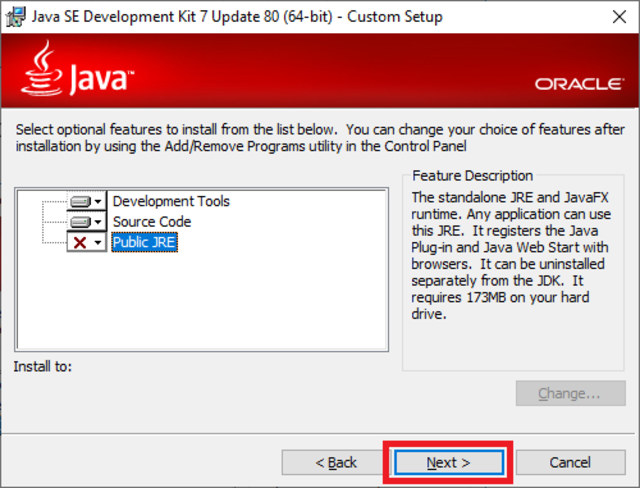 Java SE Development Kit 7 Update 80 (64-bit) - Custom Setup
Java™
ORACLE®
Select optional features to install from the list below. You can change your choice of features after
installation by using the Add/Remove Programs utility in the Control Panel
Development Tools
Source Code
Public JRE
Feature Description
The standalone JRE and JavaFX
runtime. Any application can use
this JRE. It registers the Java
Plug-in and Java Web Start with
browsers. It can be uninstalled
separately from the JDK. It
requires 173MB on your hard
drive.
Install to:
Change...
< Back
Next >
Cancel